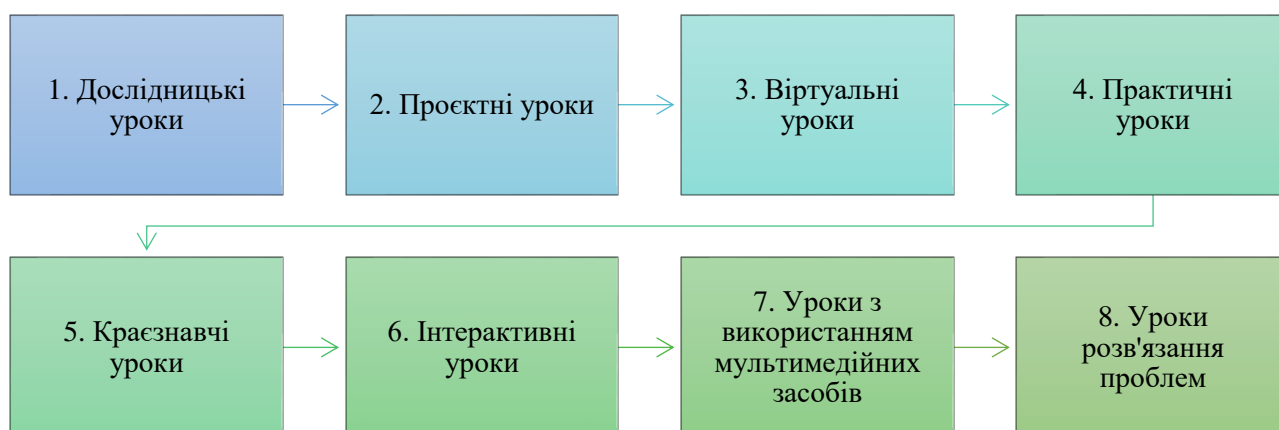 1. Дослідницькі
уроки
2. Проєктні уроки
3. Віртуальні
уроки
4. Практичні
уроки
5. Краєзнавчі
уроки
6. Інтерактивні
уроки
7. Уроки з
використанням
мультимедійних
засобів
8. Уроки
розв'язання
проблем